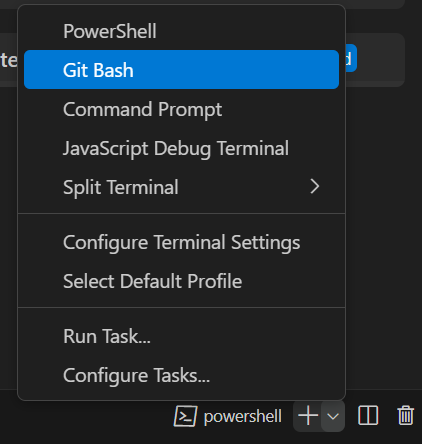 PowerShell
Git Bash
Command Prompt
JavaScript Debug Terminal
Split Terminal
Configure Terminal Settings
Select Default Profile
Run Task...
Configure Tasks...
powershell